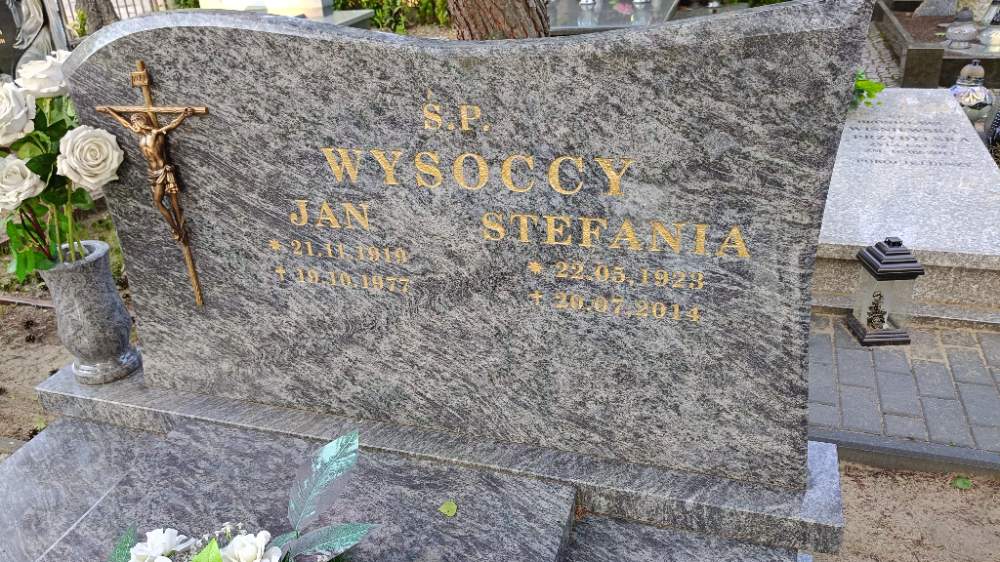 Ś.P.
WYSOCCY
JAN
* 21.11.1919
+ 19.10.1977
STEFANIA
* 22.05.1923
+ 20.07.2014